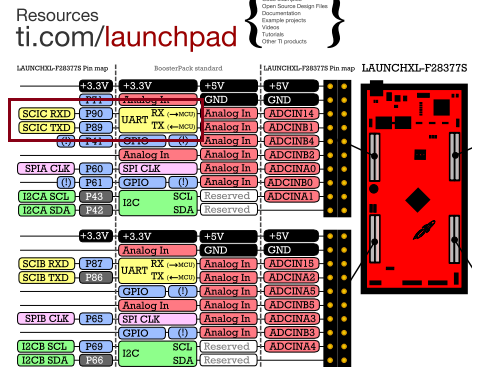 Resources
ti.com/launchpad
Open Source Design Files
Documentation
Example projects
Videos
Tutorials
Other TI products
LAUNCHXL-F28377S Pin map BoosterPack standard LAUNCHXL-F28377S Pin map LAUNCHXL-F28377S
+3.3V +3.3V +5V +5V
P71 Analog In GND GND
SCIC RXD P90 UART RX (→MCU) Analog In ADCIN14
SCIC TXD P89 TX (←MCU) Analog In ADCINB1
(!) P41 GPIO (!) Analog In ADCINB4
Analog In Analog In ADCINB2
SPIA CLK P60 SPI CLK Analog In ADCINA0
(!) P61 GPIO (!) Analog In ADCINB0
I2CA SCL P43 I2C SCL Reserved ADCINA1
I2CA SDA P42 SDA Reserved
+3.3V +3.3V +5V +5V
Analog In GND GND
SCIB RXD P87 UART RX (→MCU) Analog In ADCIN15
SCIB TXD P86 TX (←MCU) Analog In ADCINA2
GPIO (!) Analog In ADCINA5
Analog In Analog In ADCINB5
SPIB CLK P65 SPI CLK Analog In ADCINA3
GPIO (!) Analog In ADCINB3
I2CB SCL P69 I2C SCL Reserved ADCINA4
I2CB SDA P66 SDA Reserved